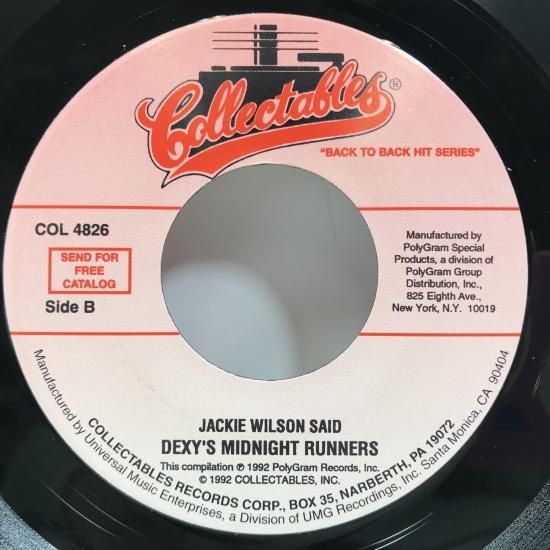 Collectables®
"BACK TO BACK HIT SERIES"
COL 4826
SEND FOR
FREE
CATALOG
Side B
Manufactured by
PolyGram Special
Products, a division of
PolyGram Group
Distribution, Inc.,
825 Eighth Ave.,
New York, N.Y. 10019
JACKIE WILSON SAID
DEXY'S MIDNIGHT RUNNERS
This compilation ℗ 1992 PolyGram Records, Inc.
© 1992 COLLECTABLES, INC.
COLLECTABLES RECORDS CORP., BOX 35, NARBERTH, PA 19072
Manufactured by Universal Music Enterprises, a Division of UMG Recordings, Inc. Santa Monica, CA 90404